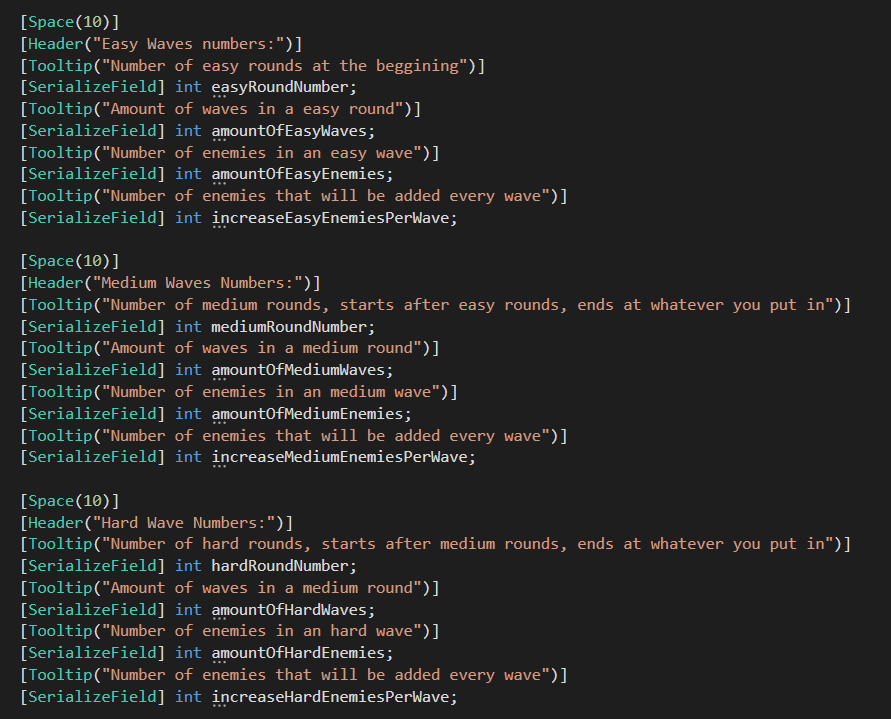 [Space(10)]
[Header("Easy Waves numbers:")]
[Tooltip("Number of easy rounds at the beggining")]
[SerializeField] int easyRoundNumber;
[Tooltip("Amount of waves in a easy round")]
[SerializeField] int amountOfEasyWaves;
[Tooltip("Number of enemies in an easy wave")]
[SerializeField] int amountOfEasyEnemies;
[Tooltip("Number of enemies that will be added every wave")]
[SerializeField] int increaseEasyEnemiesPerWave;
[Space(10)]
[Header("Medium Waves Numbers:")]
[Tooltip("Number of medium rounds, starts after easy rounds, ends at whatever you put in")]
[SerializeField] int mediumRoundNumber;
[Tooltip("Amount of waves in a medium round")]
[SerializeField] int amountOfMediumWaves;
[Tooltip("Number of enemies in an medium wave")]
[SerializeField] int amountOfMediumEnemies;
[Tooltip("Number of enemies that will be added every wave")]
[SerializeField] int increaseMediumEnemiesPerWave;
[Space(10)]
[Header("Hard Wave Numbers:")]
[Tooltip("Number of hard rounds, starts after medium rounds, ends at whatever you put in")]
[SerializeField] int hardRoundNumber;
[Tooltip("Amount of waves in a medium round")]
[SerializeField] int amountOfHardWaves;
[Tooltip("Number of enemies in an hard wave")]
[SerializeField] int amountOfHardEnemies;
[Tooltip("Number of enemies that will be added every wave")]
[SerializeField] int increaseHardEnemiesPerWave;